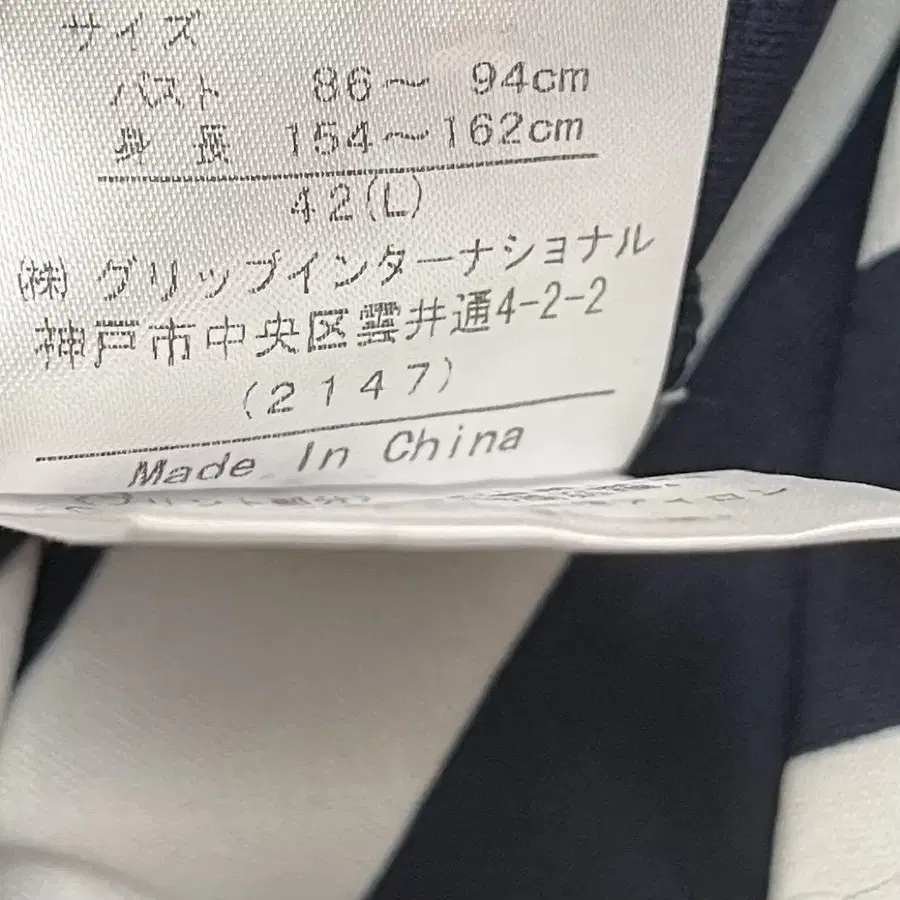 サイズ
バスト 86～ 94cm
身 長 154～162cm
42(L)
(株) グリップインターナショナル
神戸市中央区雲井通4-2-2
(2147)
Made In China